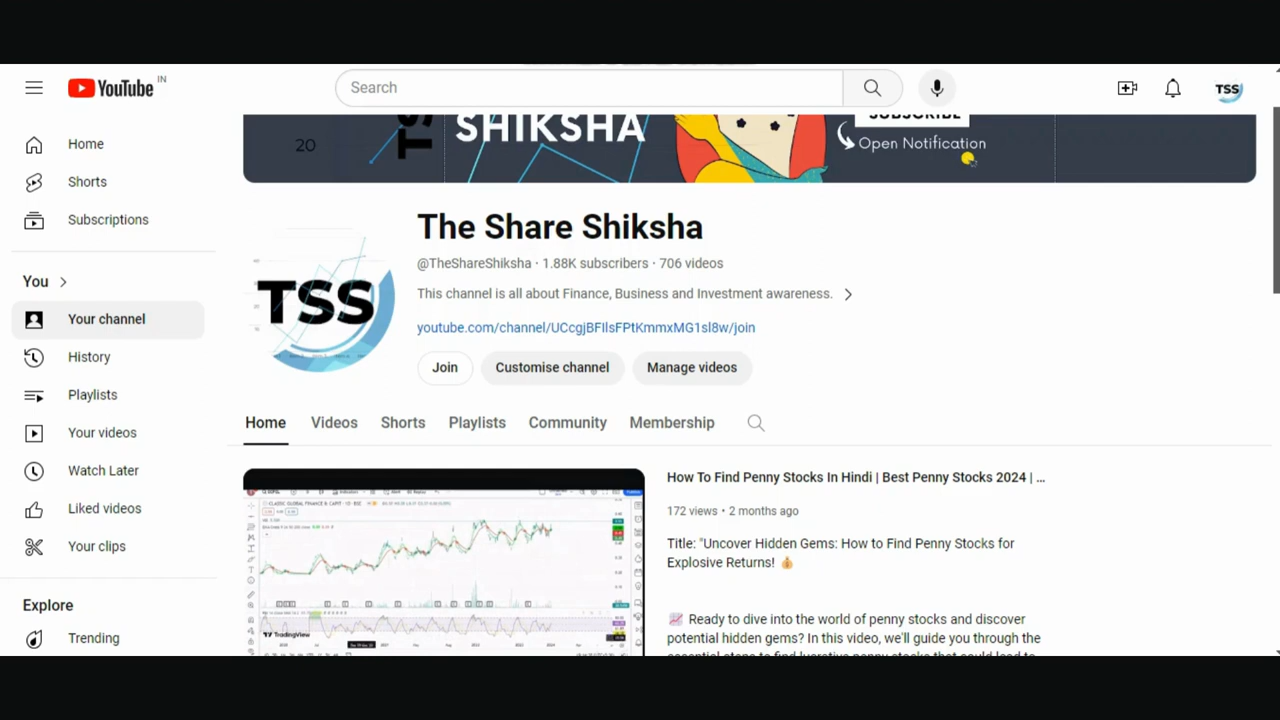 YouTube IN
Search
TSS
20
SHIKSHA
SUBSCRIBE
Open Notification
Home
Shorts
Subscriptions
You
Your channel
History
Playlists
Your videos
Watch Later
Liked videos
Your clips
Explore
Trending
TSS
The Share Shiksha
@TheShareShiksha · 1.88K subscribers · 706 videos
This channel is all about Finance, Business and Investment awareness.
youtube.com/channel/UCcgjBFIlsFPtKmmxMG1sl8w/join
Join Customise channel Manage videos
Home Videos Shorts Playlists Community Membership
TradingView
How To Find Penny Stocks In Hindi | Best Penny Stocks 2024 | ...
172 views • 2 months ago
Title: "Uncover Hidden Gems: How to Find Penny Stocks for
Explosive Returns! 💰
📈 Ready to dive into the world of penny stocks and discover
potential hidden gems? In this video, we'll guide you through the